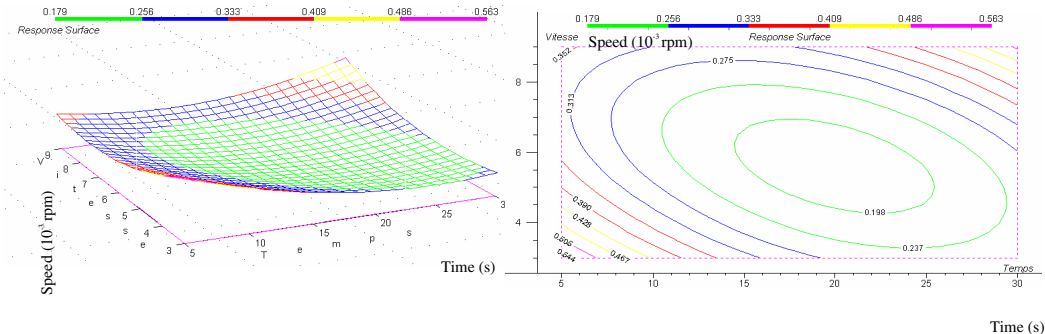 0.179 0.256 0.333 0.409 0.486 0.563
Response Surface
V i t e s s e
9 8 7 6 5 4 3
5 10 15 20 25 3
T e m p s
Speed (10⁻³ rpm)
Time (s)
0.179 0.256 0.333 0.409 0.486 0.563
Vitesse
Speed (10⁻³ rpm)
Response Surface
8
6
4
0.352
0.313
0.275
0.198
0.237
0.390
0.428
0.505
0.544
0.467
Temps
5 10 15 20 25 30
Time (s)